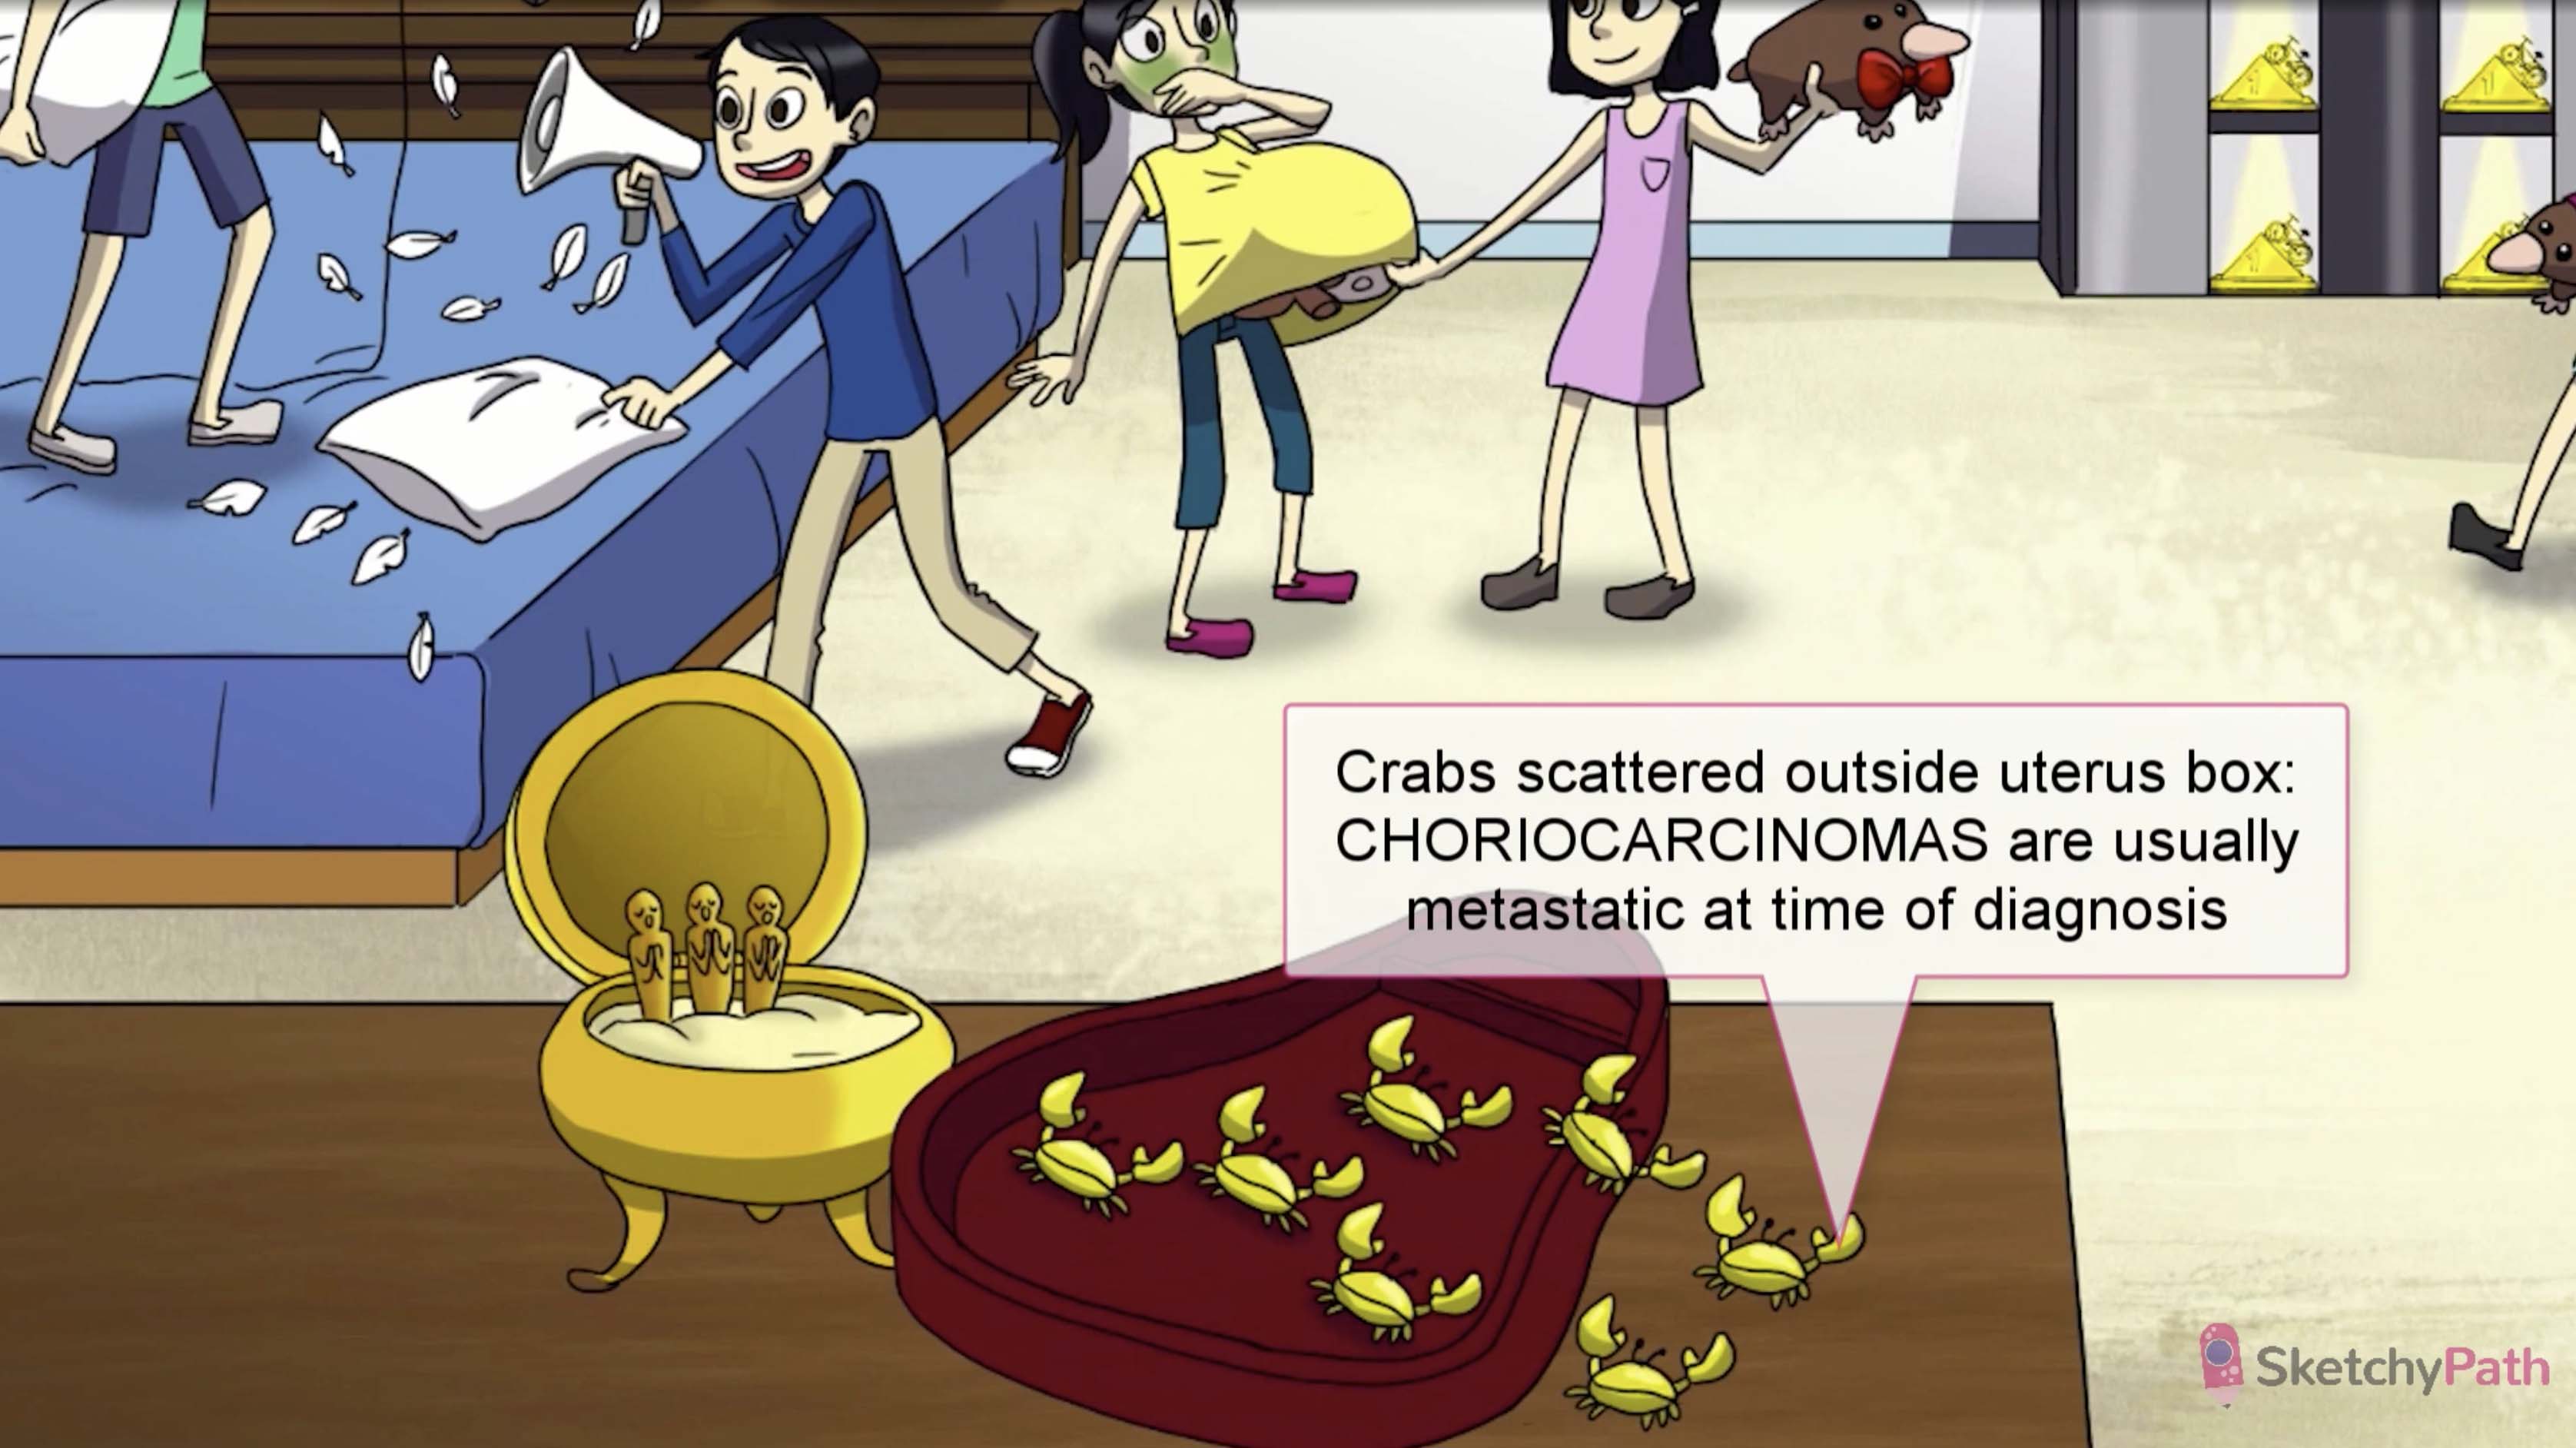 Crabs scattered outside uterus box:
CHORIOCARCINOMAS are usually
metastatic at time of diagnosis
SketchyPath